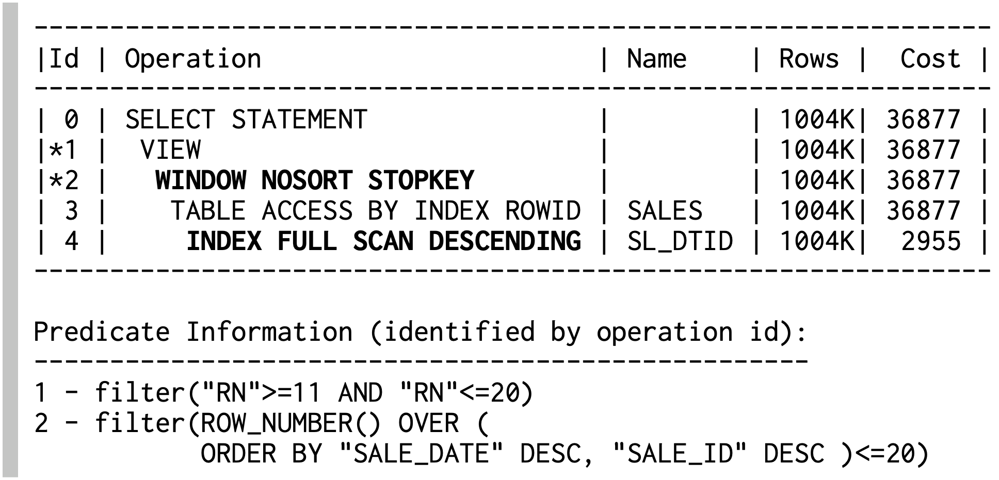 ---------------------------------------------------------------
|Id | Operation                      | Name    | Rows |  Cost |
---------------------------------------------------------------
| 0 | SELECT STATEMENT               |         | 1004K| 36877 |
|*1 |  VIEW                          |         | 1004K| 36877 |
|*2 |   WINDOW NOSORT STOPKEY        |         | 1004K| 36877 |
| 3 |    TABLE ACCESS BY INDEX ROWID | SALES   | 1004K| 36877 |
| 4 |     INDEX FULL SCAN DESCENDING | SL_DTID | 1004K|  2955 |
---------------------------------------------------------------
Predicate Information (identified by operation id):
---------------------------------------------------
1 - filter("RN">=11 AND "RN"<=20)
2 - filter(ROW_NUMBER() OVER (
           ORDER BY "SALE_DATE" DESC, "SALE_ID" DESC )<=20)